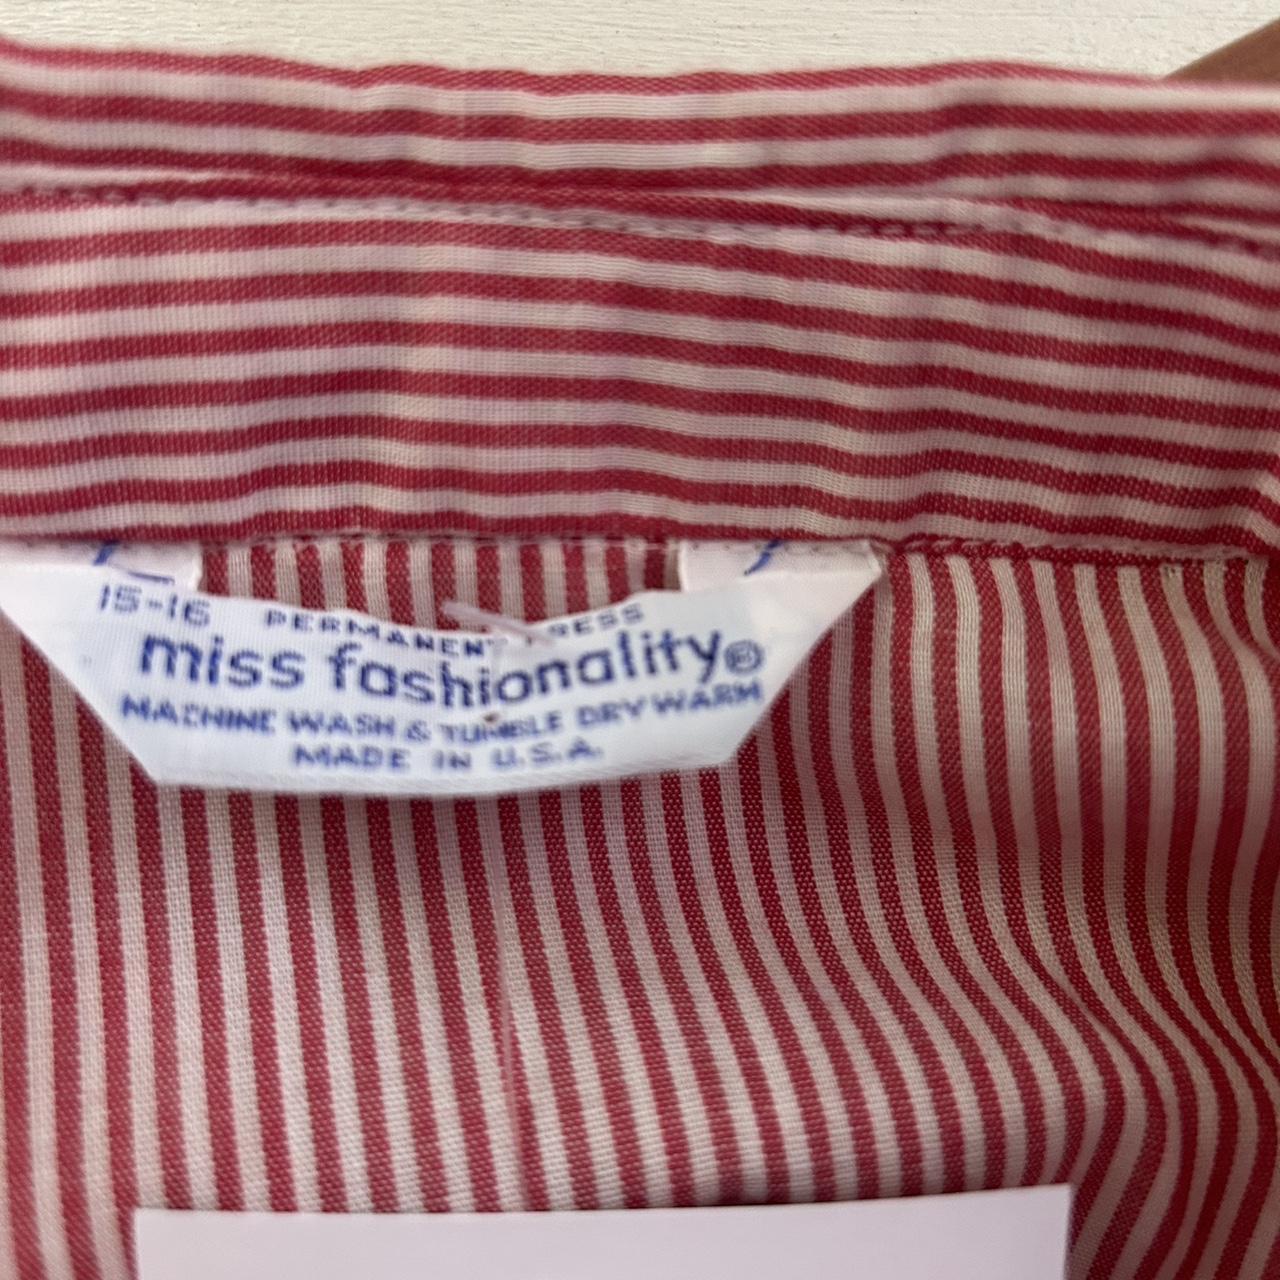 15-16 PERMANENT PRESS
miss fashionality®
MACHINE WASH & TUMBLE DRY WARM
MADE IN U.S.A.